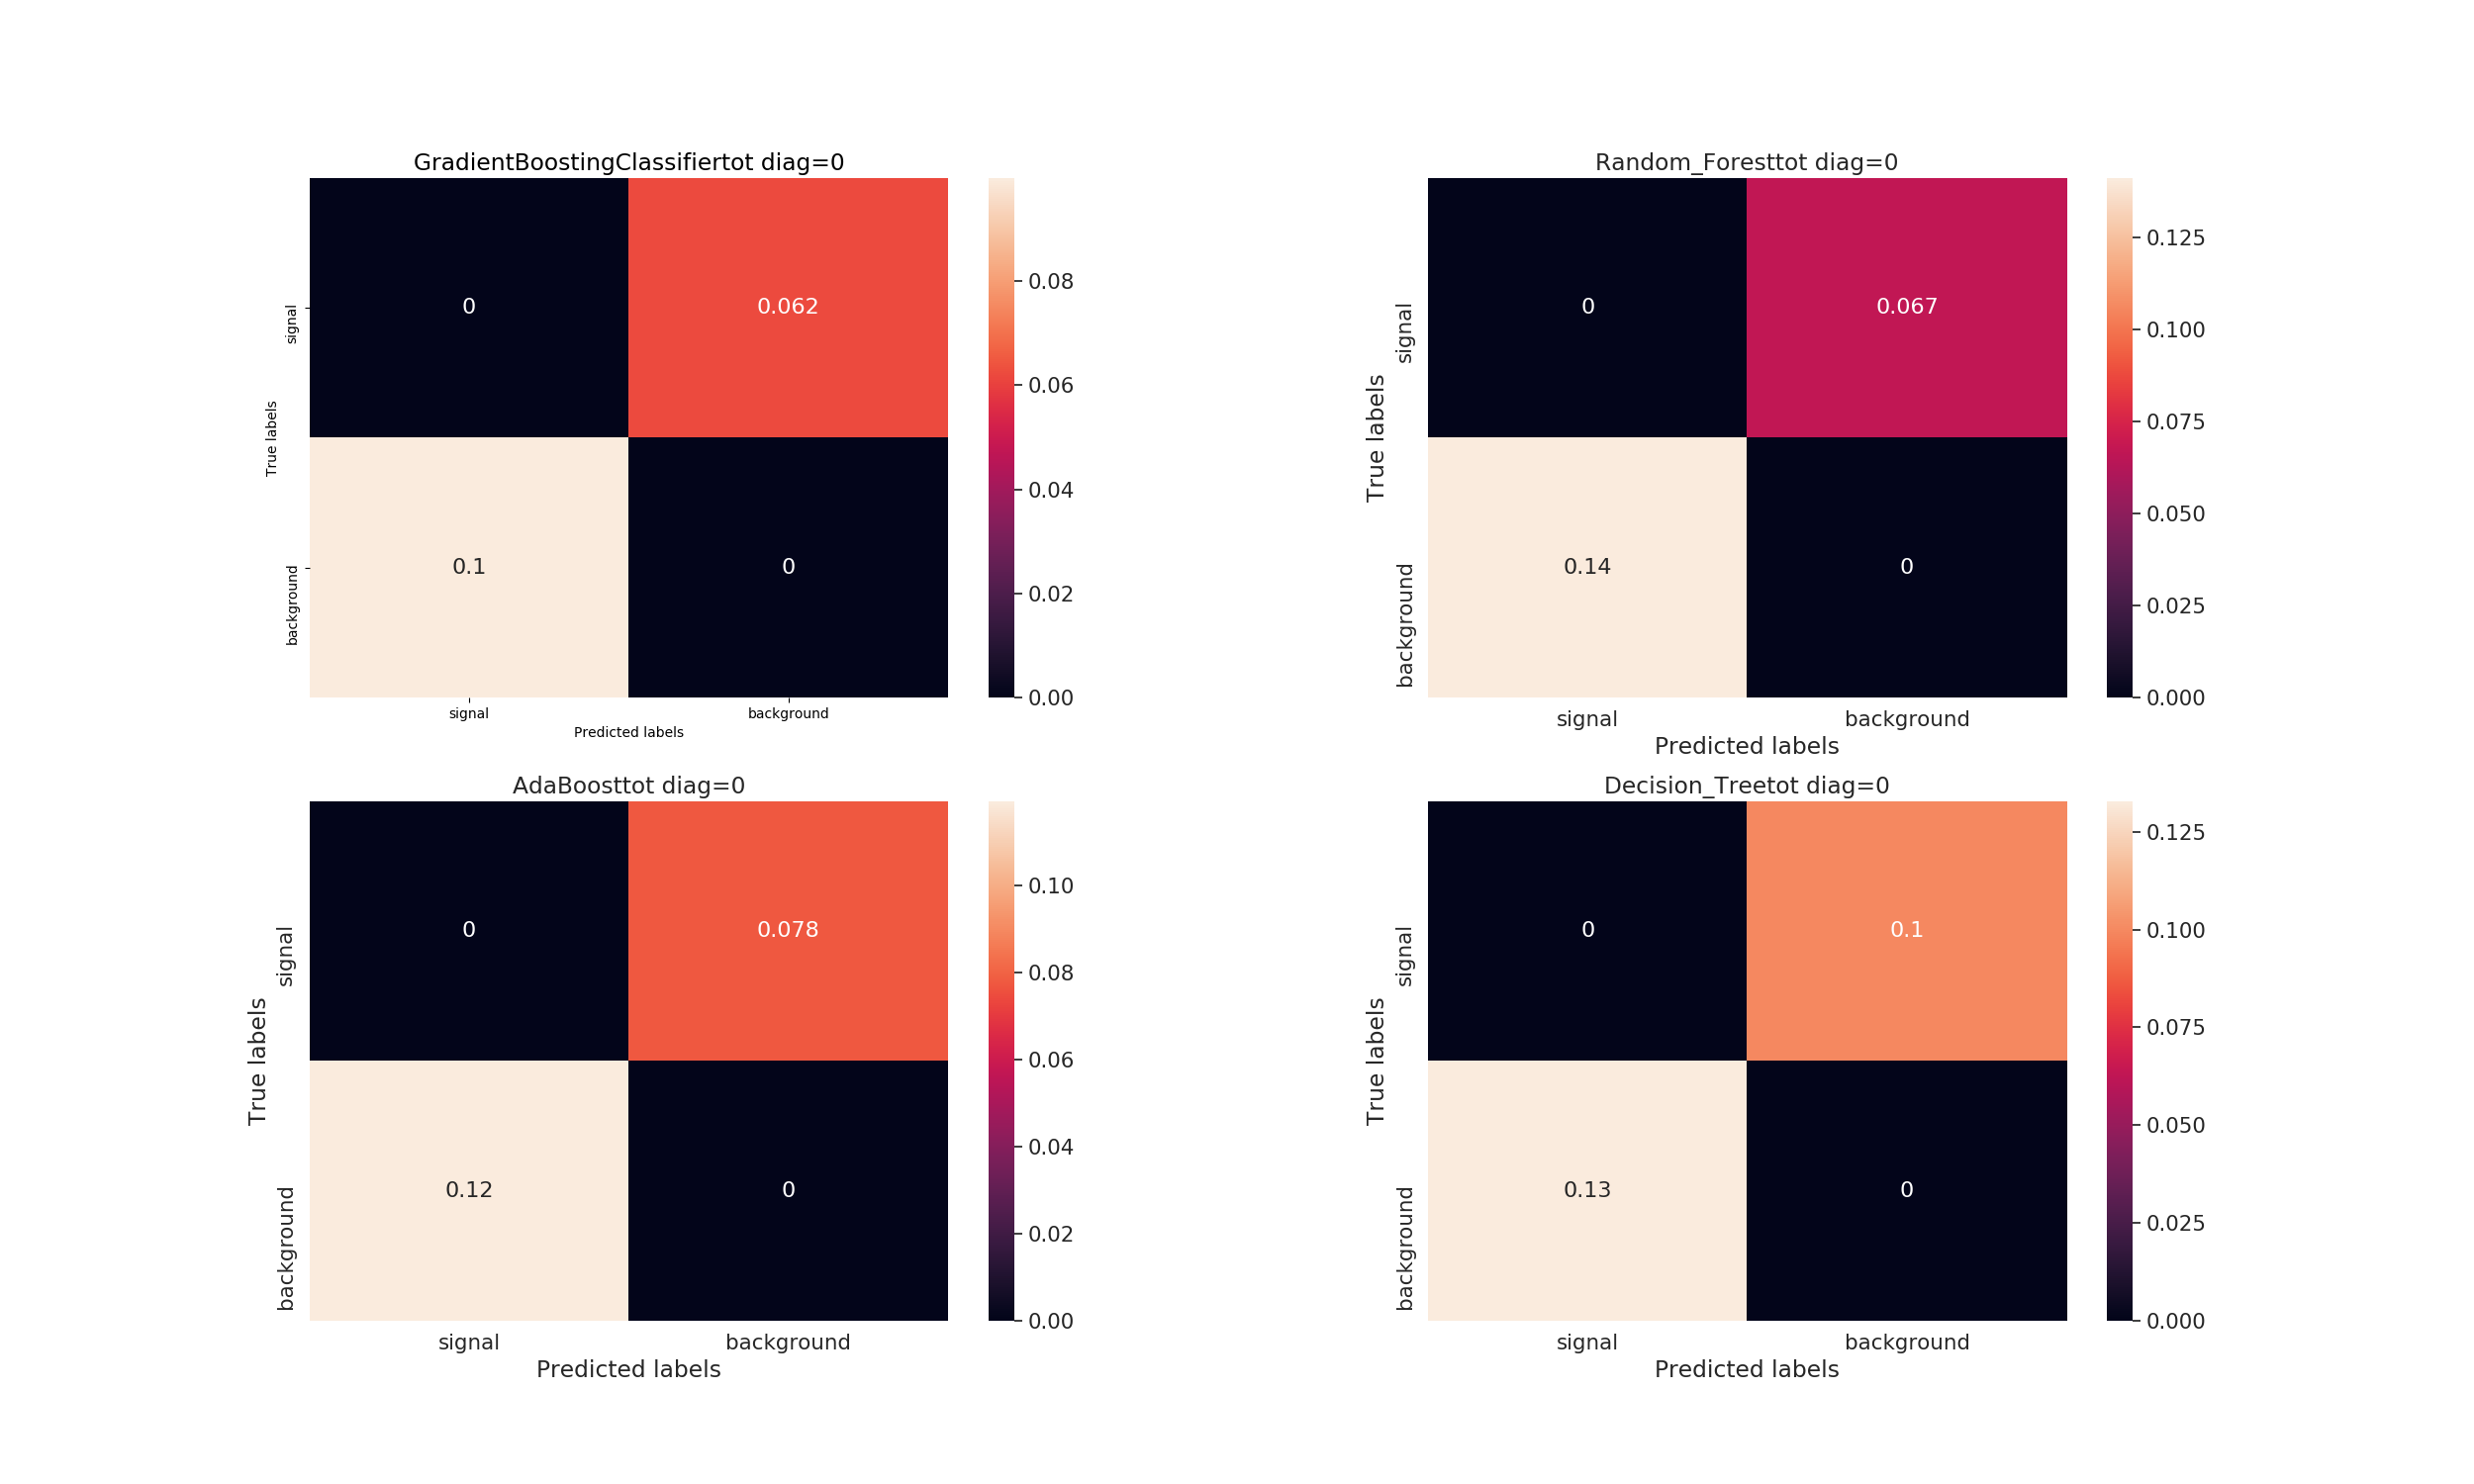 GradientBoostingClassifiertot diag=0
signal
background
True labels
0
0.062
0.1
0
signal
background
Predicted labels
0.08
0.06
0.04
0.02
0.00
Random_Foresttot diag=0
signal
background
True labels
0
0.067
0.14
0
signal
background
Predicted labels
0.125
0.100
0.075
0.050
0.025
0.000
AdaBoosttot diag=0
signal
background
True labels
0
0.078
0.12
0
signal
background
Predicted labels
0.10
0.08
0.06
0.04
0.02
0.00
Decision_Treetot diag=0
signal
background
True labels
0
0.1
0.13
0
signal
background
Predicted labels
0.125
0.100
0.075
0.050
0.025
0.000